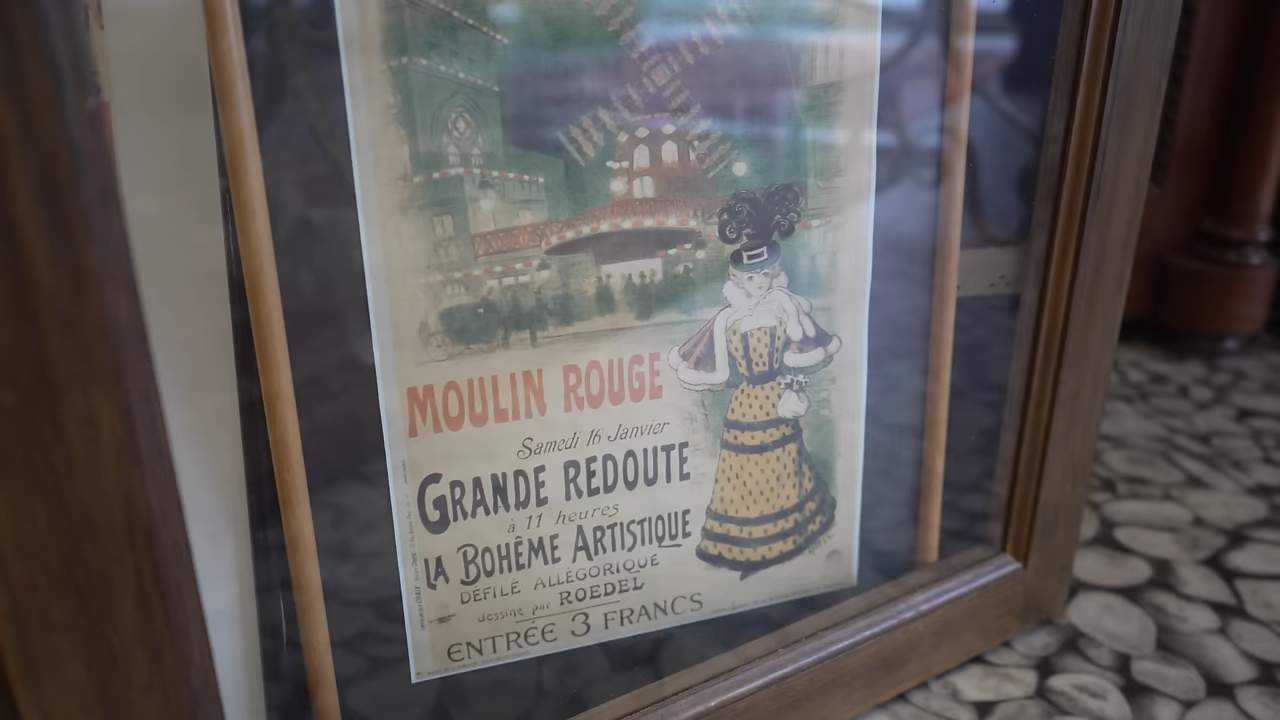 MOULIN ROUGE
Samedi 16 Janvier
GRANDE REDOUTE
à 11 heures
LA BOHÊME ARTISTIQUE
DÉFILÉ ALLÉGORIQUE
dessiné par ROEDEL
ENTRÉE 3 FRANCS